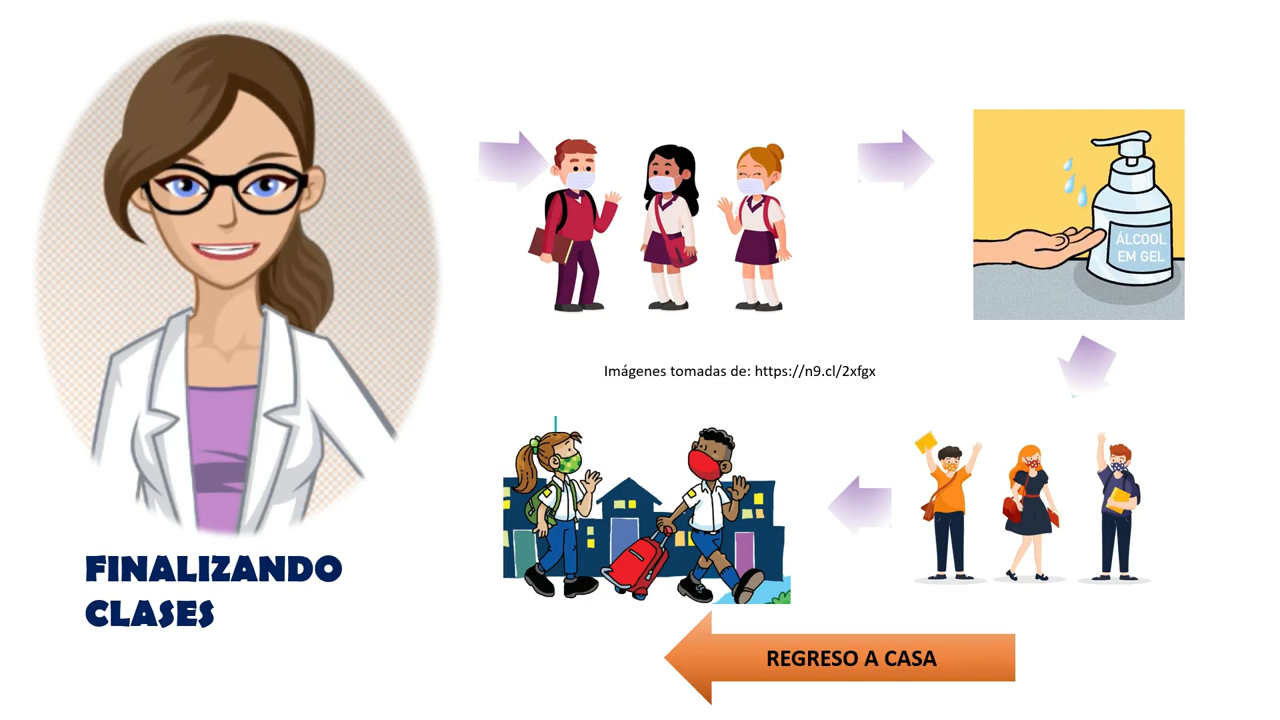 ÁLCOOL
EM GEL
Imágenes tomadas de: https://n9.cl/2xfgx
FINALIZANDO
CLASES
REGRESO A CASA